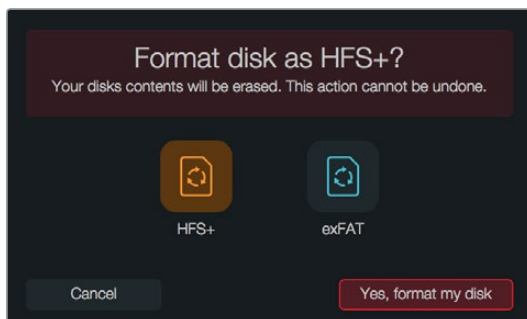 Format disk as HFS+?
Your disks contents will be erased. This action cannot be undone.
HFS+
exFAT
Cancel
Yes, format my disk